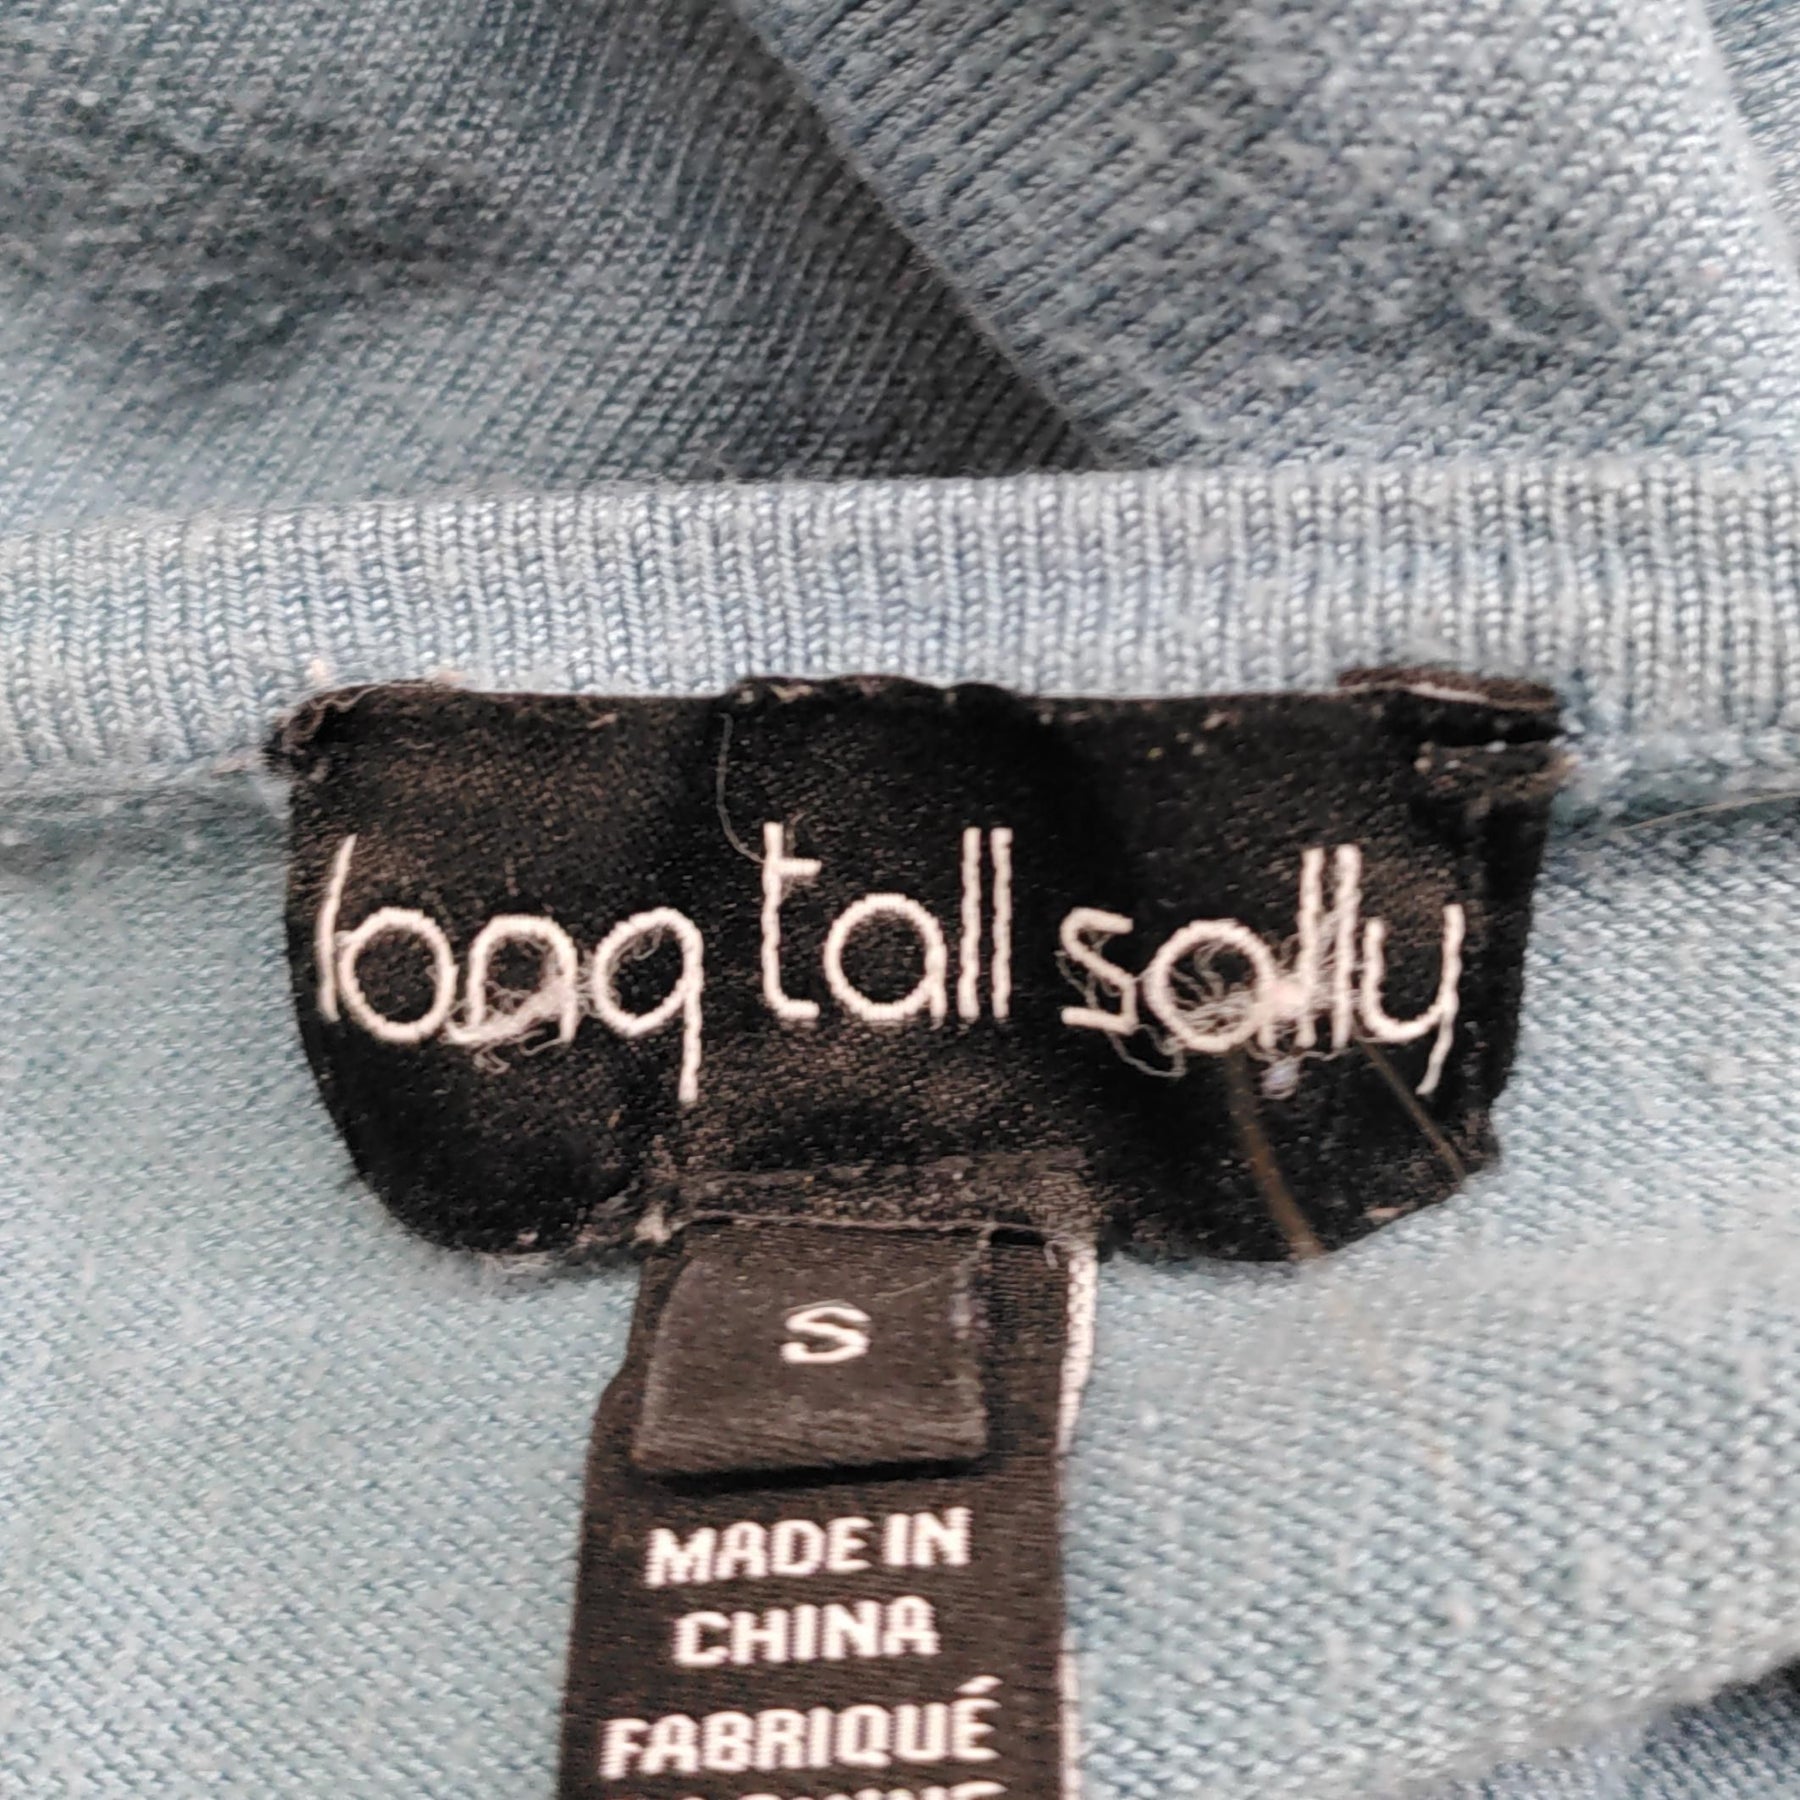 long tall sally
S
MADE IN
CHINA
FABRIQUÉ